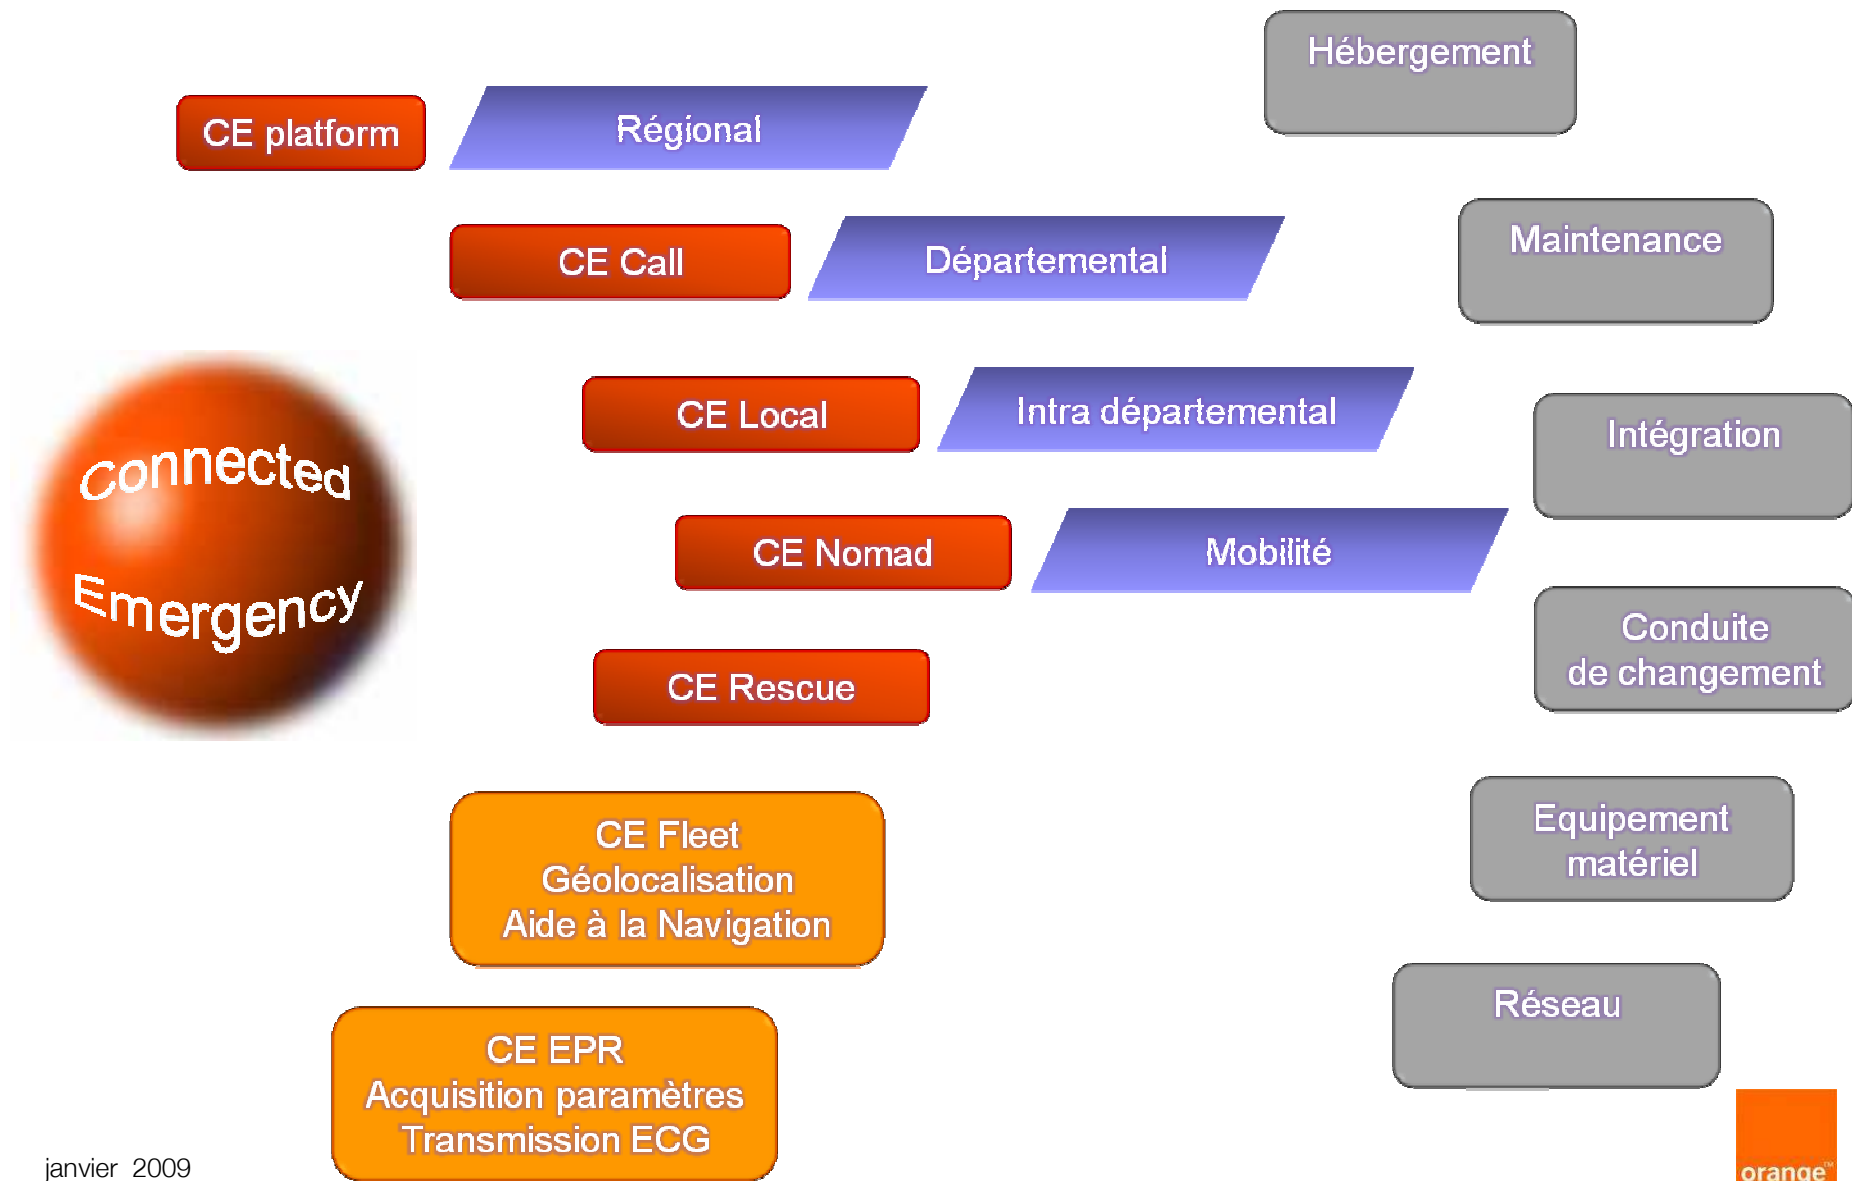 Hébergement
CE platform
Régional
CE Call
Départemental
Maintenance
CE Local
Intra départemental
Intégration
Connected
Emergency
CE Nomad
Mobilité
Conduite
de changement
CE Rescue
CE Fleet
Géolocalisation
Aide à la Navigation
Equipement
matériel
Réseau
CE EPR
Acquisition paramètres
Transmission ECG
janvier 2009
orange™